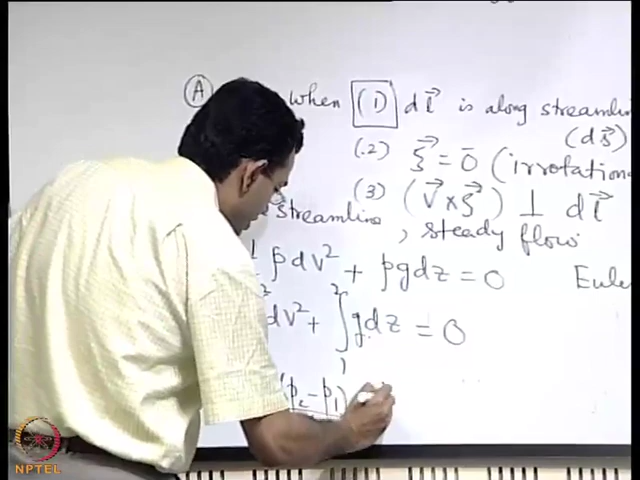 (A) when (1) dl⃗ is along streamlin
(ds⃗)
(2) ξ⃗ = 0⃗ (irrotation
(3) (V⃗ × ξ⃗) ⊥ dl⃗
streamline, steady flow
ρdV² + ρgdz = 0 Eule
dV² + ∫₁² gdz = 0
(p₂ - p₁)
NPTEL